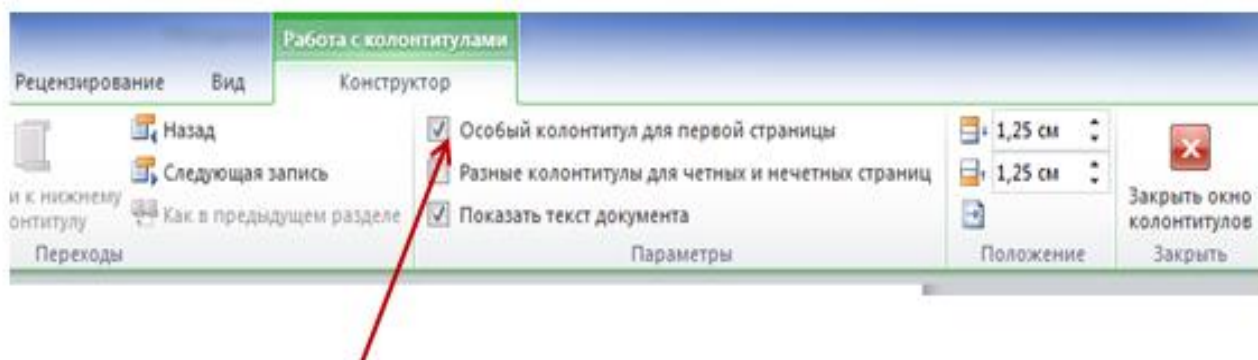 Работа с колонтитулами
Рецензирование Вид Конструктор
Назад
Следующая запись
Как в предыдущем разделе
и к нижнему
онтитулу
Переходы
Особый колонтитул для первой страницы
Разные колонтитулы для четных и нечетных страниц
Показать текст документа
Параметры
1,25 см
1,25 см
Положение
Закрыть окно
колонтитулов
Закрыть